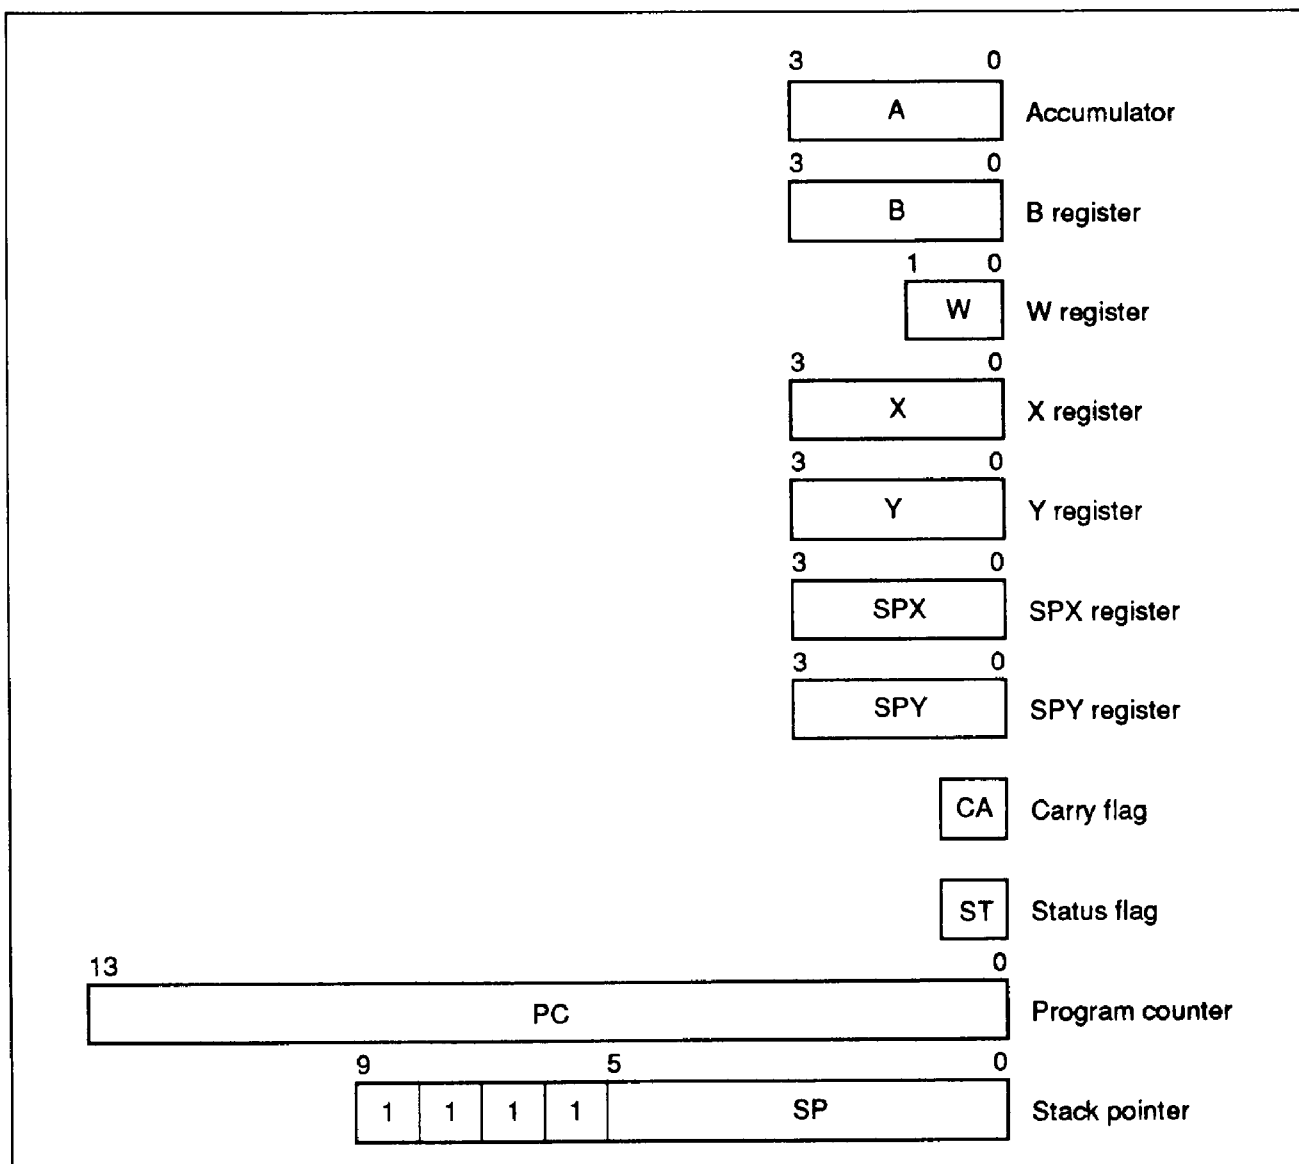 3 0
A Accumulator
3 0
B B register
1 0
W W register
3 0
X X register
3 0
Y Y register
3 0
SPX SPX register
3 0
SPY SPY register
CA Carry flag
ST Status flag
13 0
PC Program counter
9 5 0
1 1 1 1 SP Stack pointer